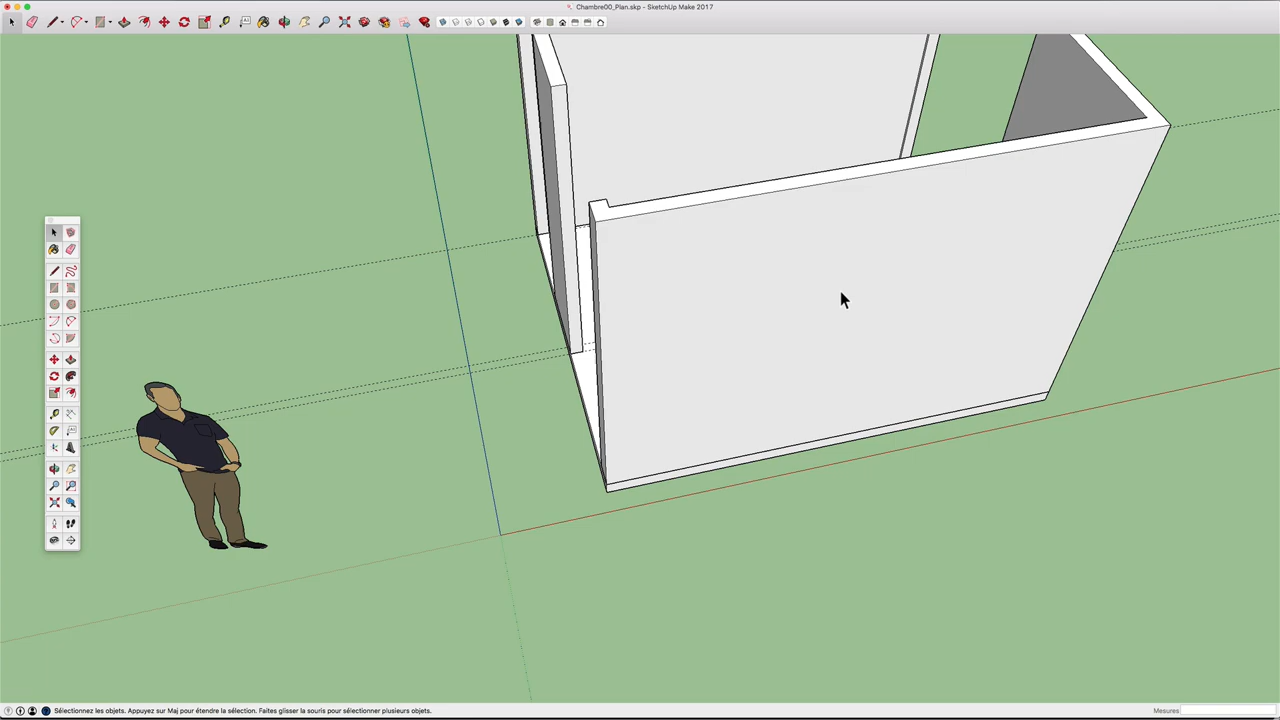 Chambre00_Plan.skp - SketchUp Make 2017
Sélectionnez les objets. Appuyez sur Maj pour étendre la sélection. Faites glisser la souris pour sélectionner plusieurs objets.
Mesures